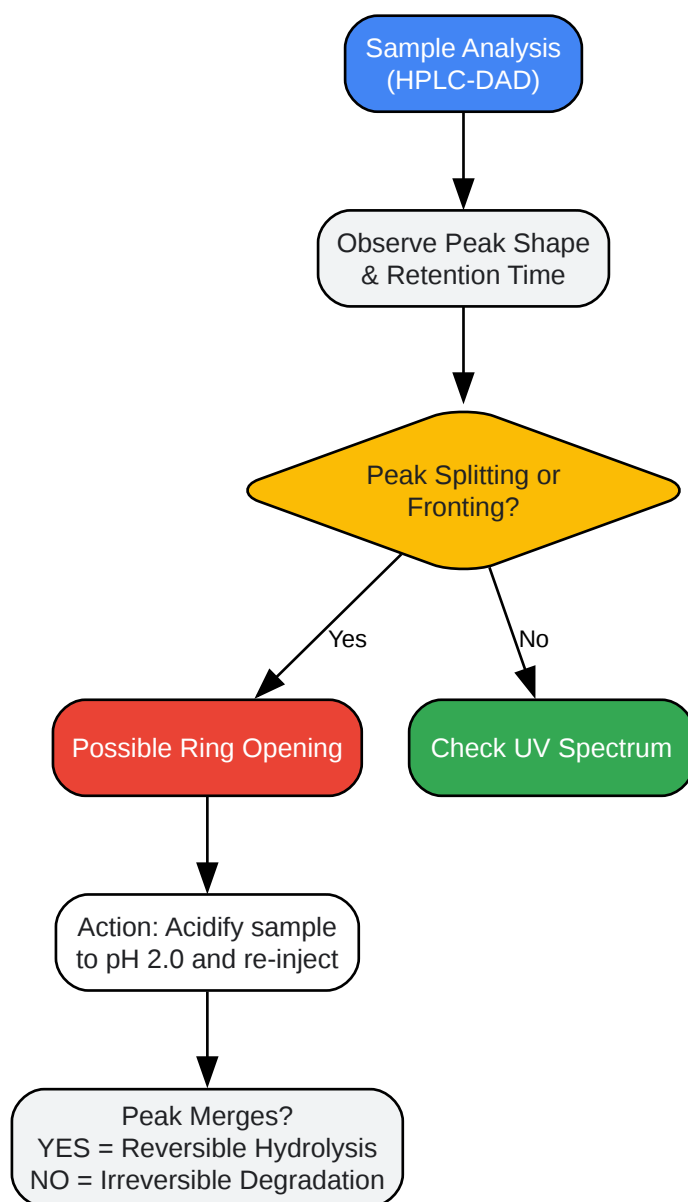 Sample Analysis
(HPLC-DAD)
Observe Peak Shape
& Retention Time
Peak Splitting or
Fronting?
Yes
No
Possible Ring Opening
Check UV Spectrum
Action: Acidify sample
to pH 2.0 and re-inject
Peak Merges?
YES = Reversible Hydrolysis
NO = Irreversible Degradation